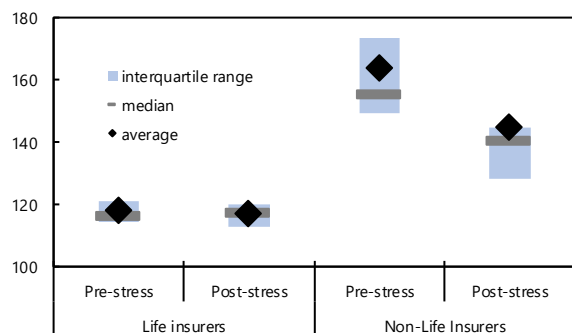 180
160
140
120
100
interquartile range
median
average
Pre-stress Post-stress Pre-stress Post-stress
Life insurers Non-Life Insurers